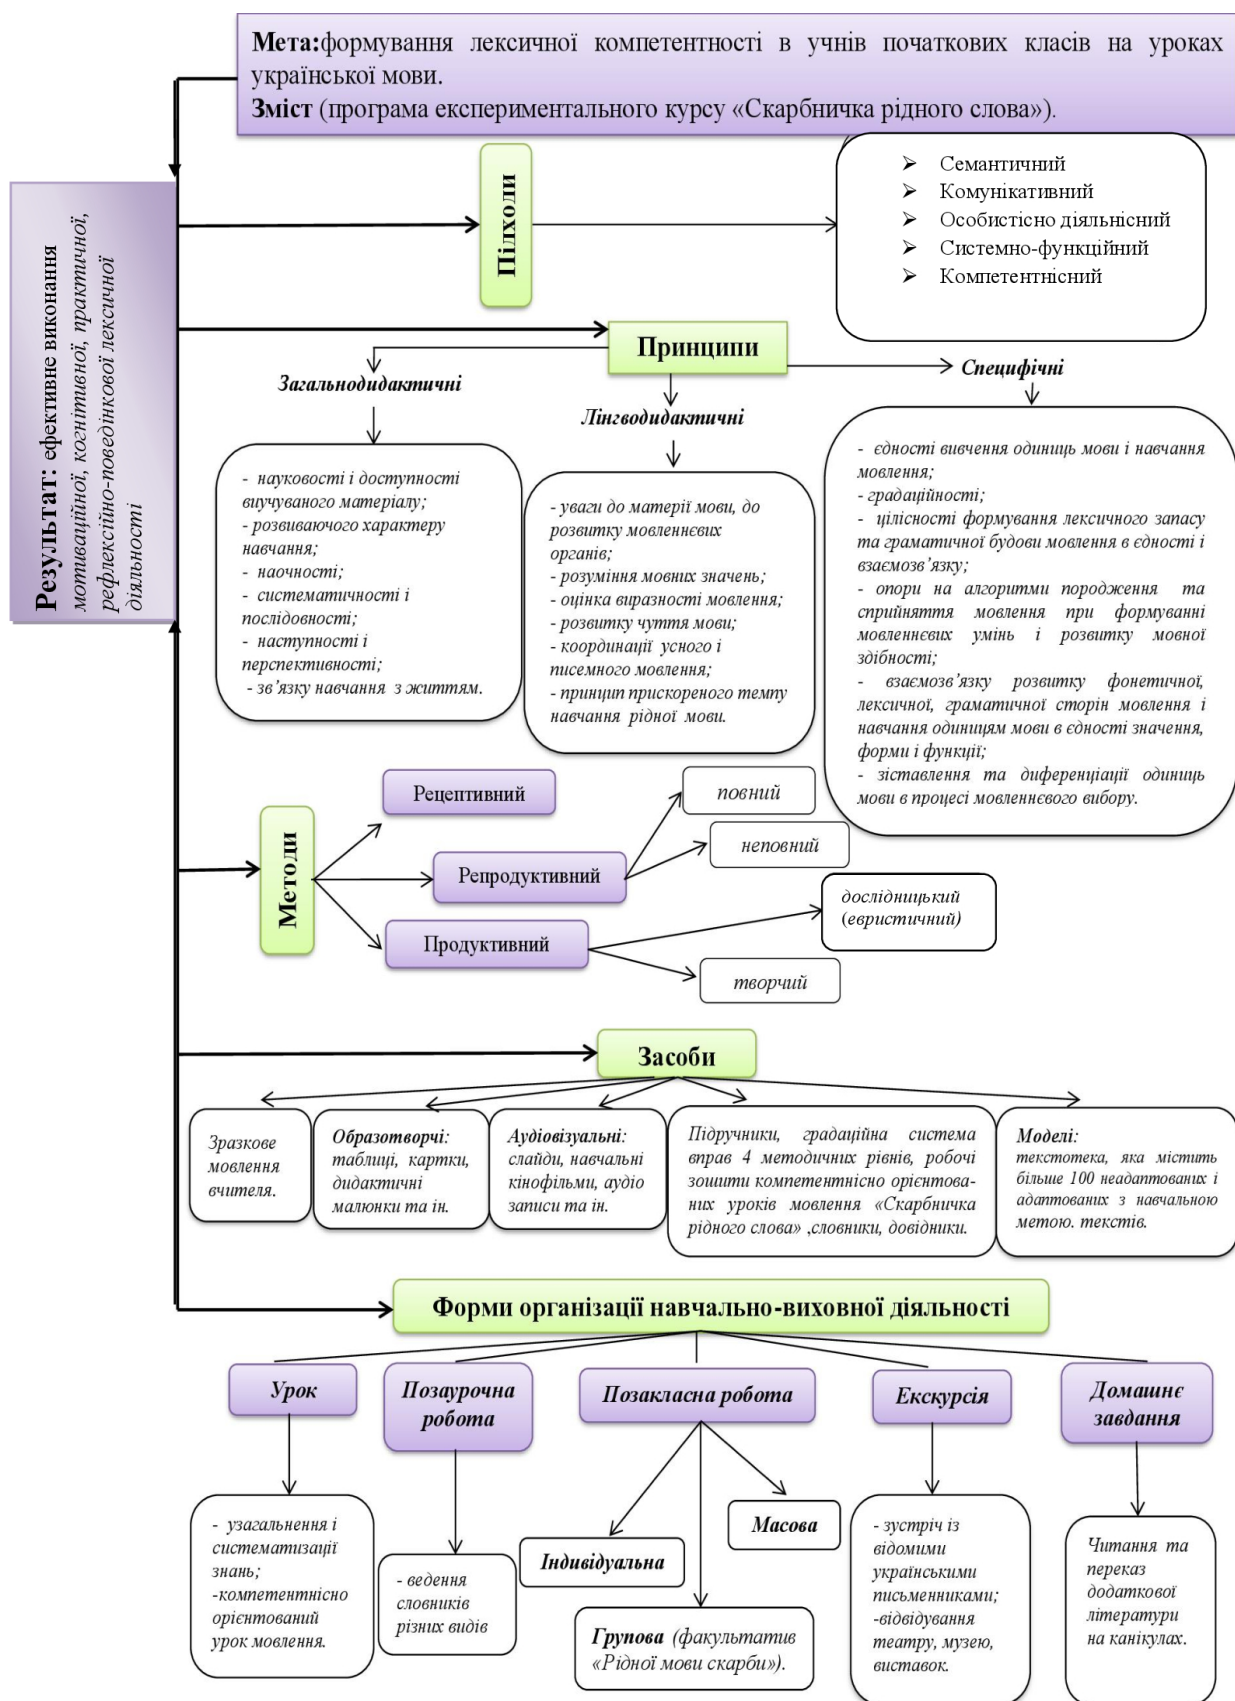 Мета:формування лексичної компетентності в учнів початкових класів на уроках
української мови.
Зміст (програма експериментального курсу «Скарбничка рідного слова»).
Результат: ефективне виконання
мотиваційної, когнітивної, практичної,
рефлексійно-поведінкової лексичної
діяльності
Підходи
➢ Семантичний
➢ Комунікативний
➢ Особистісно діяльнісний
➢ Системно-функційний
➢ Компетентнісний
Принципи
Загальнодидактичні
Лінгводидактичні
Специфічні
- науковості і доступності
виучуваного матеріалу;
- розвиваючого характеру
навчання;
- наочності;
- систематичності і
послідовності;
- наступності і
перспективності;
- зв’язку навчання з життям.
- уваги до матерії мови, до
розвитку мовленнєвих
органів;
- розуміння мовних значень;
- оцінка виразності мовлення;
- розвитку чуття мови;
- координації усного і
писемного мовлення;
- принцип прискореного темпу
навчання рідної мови.
- єдності вивчення одиниць мови і навчання
мовлення;
- градаційності;
- цілісності формування лексичного запасу
та граматичної будови мовлення в єдності і
взаємозв’язку;
- опори на алгоритми породження та
сприйняття мовлення при формуванні
мовленнєвих умінь і розвитку мовної
здібності;
- взаємозв’язку розвитку фонетичної,
лексичної, граматичної сторін мовлення і
навчання одиницям мови в єдності значення,
форми і функції;
- зіставлення та диференціації одиниць
мови в процесі мовленнєвого вибору.
Методи
Рецептивний
Репродуктивний
Продуктивний
повний
неповний
дослідницький
(евристичний)
творчий
Засоби
Зразкове
мовлення
вчителя.
Образотворчі:
таблиці, картки,
дидактичні
малюнки та ін.
Аудіовізуальні:
слайди, навчальні
кінофільми, аудіо
записи та ін.
Підручники, градаційна система
вправ 4 методичних рівнів, робочі
зошити компетентнісно орієнтова-
них уроків мовлення «Скарбничка
рідного слова» ,словники, довідники.
Моделі:
текстотека, яка містить
більше 100 неадаптованих і
адаптованих з навчальною
метою. текстів.
Форми організації навчально-виховної діяльності
Урок
Позаурочна
робота
Позакласна робота
Екскурсія
Домашнє
завдання
- узагальнення і
систематизації
знань;
-компетентнісно
орієнтований
урок мовлення.
- ведення
словників
різних видів
Індивідуальна
Масова
Групова (факультатив
«Рідної мови скарби»).
- зустріч із
відомими
українськими
письменниками;
-відвідування
театру, музею,
виставок.
Читання та
переказ
додаткової
літератури
на канікулах.